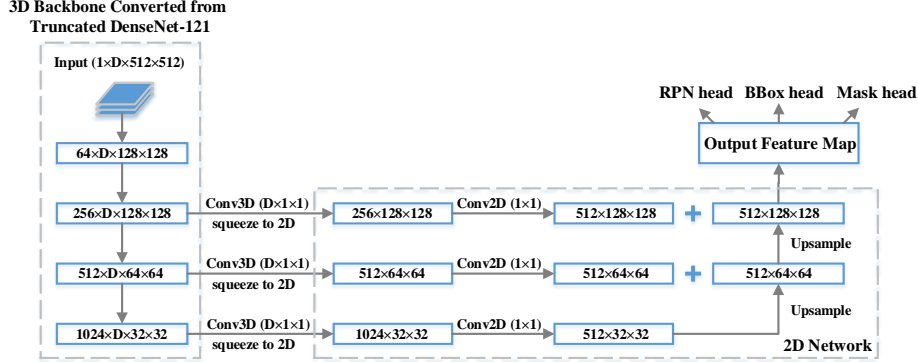 3D Backbone Converted from
Truncated DenseNet-121
Input (1×D×512×512)
64×D×128×128
256×D×128×128
512×D×64×64
1024×D×32×32
Conv3D (D×1×1)
squeeze to 2D
Conv3D (D×1×1)
squeeze to 2D
Conv3D (D×1×1)
squeeze to 2D
256×128×128
Conv2D (1×1)
512×128×128
+
512×128×128
512×64×64
Conv2D (1×1)
512×64×64
+
512×64×64
1024×32×32
Conv2D (1×1)
512×32×32
Upsample
Upsample
2D Network
RPN head
BBox head
Mask head
Output Feature Map